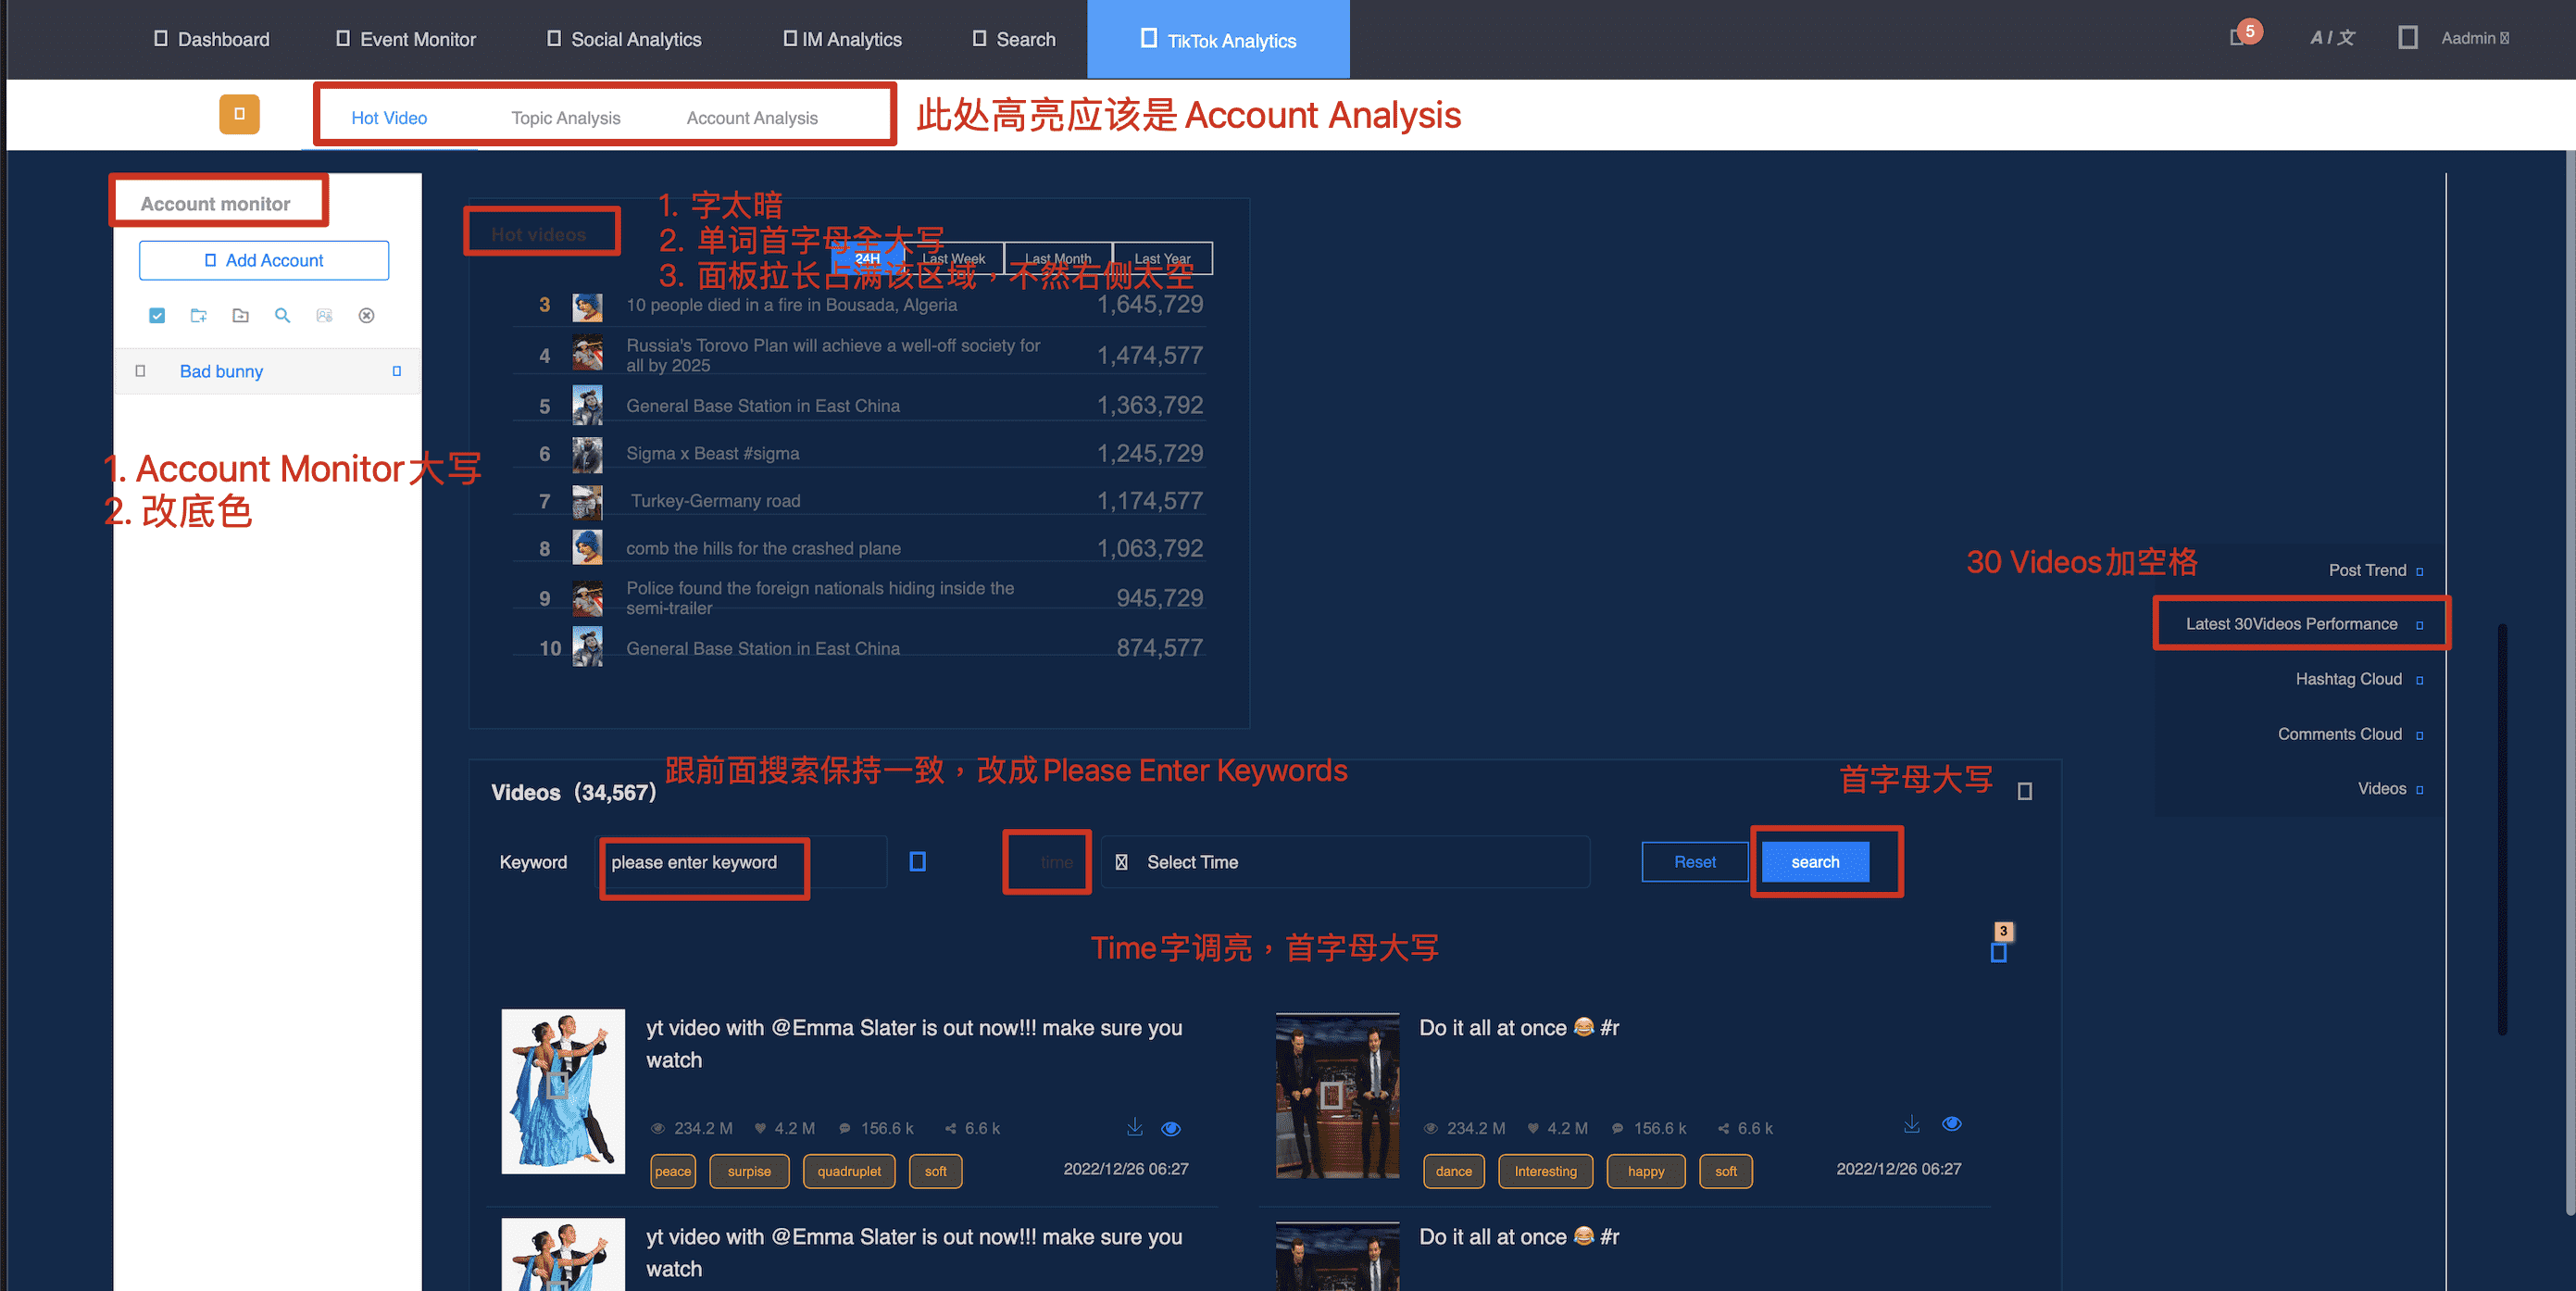 Dashboard
Event Monitor
Social Analytics
IM Analytics
Search
TikTok Analytics
5
A / 文
Aadmin
Hot Video
Topic Analysis
Account Analysis
此处高亮应该是Account Analysis
Account monitor
Add Account
Bad bunny
1. Account Monitor大写
2. 改底色
Hot videos
1. 字太暗
2. 单词首字母全大写
3. 面板拉长占满该区域，不然右侧太空
24H
Last Week
Last Month
Last Year
3 10 people died in a fire in Bousada, Algeria 1,645,729
4 Russia's Torovo Plan will achieve a well-off society for
all by 2025 1,474,577
5 General Base Station in East China 1,363,792
6 Sigma x Beast #sigma 1,245,729
7 Turkey-Germany road 1,174,577
8 comb the hills for the crashed plane 1,063,792
9 Police found the foreign nationals hiding inside the
semi-trailer 945,729
10 General Base Station in East China 874,577
30 Videos加空格
Post Trend
Latest 30Videos Performance
Hashtag Cloud
Comments Cloud
Videos
跟前面搜索保持一致，改成Please Enter Keywords
首字母大写
Videos（34,567）
Keyword
please enter keyword
time
Select Time
Reset
search
Time字调亮，首字母大写
3
yt video with @Emma Slater is out now!!! make sure you
watch
234.2 M 4.2 M 156.6 k 6.6 k
peace surpise quadruplet soft 2022/12/26 06:27
Do it all at once 😂 #r
234.2 M 4.2 M 156.6 k 6.6 k
dance Interesting happy soft 2022/12/26 06:27
yt video with @Emma Slater is out now!!! make sure you
watch
Do it all at once 😂 #r